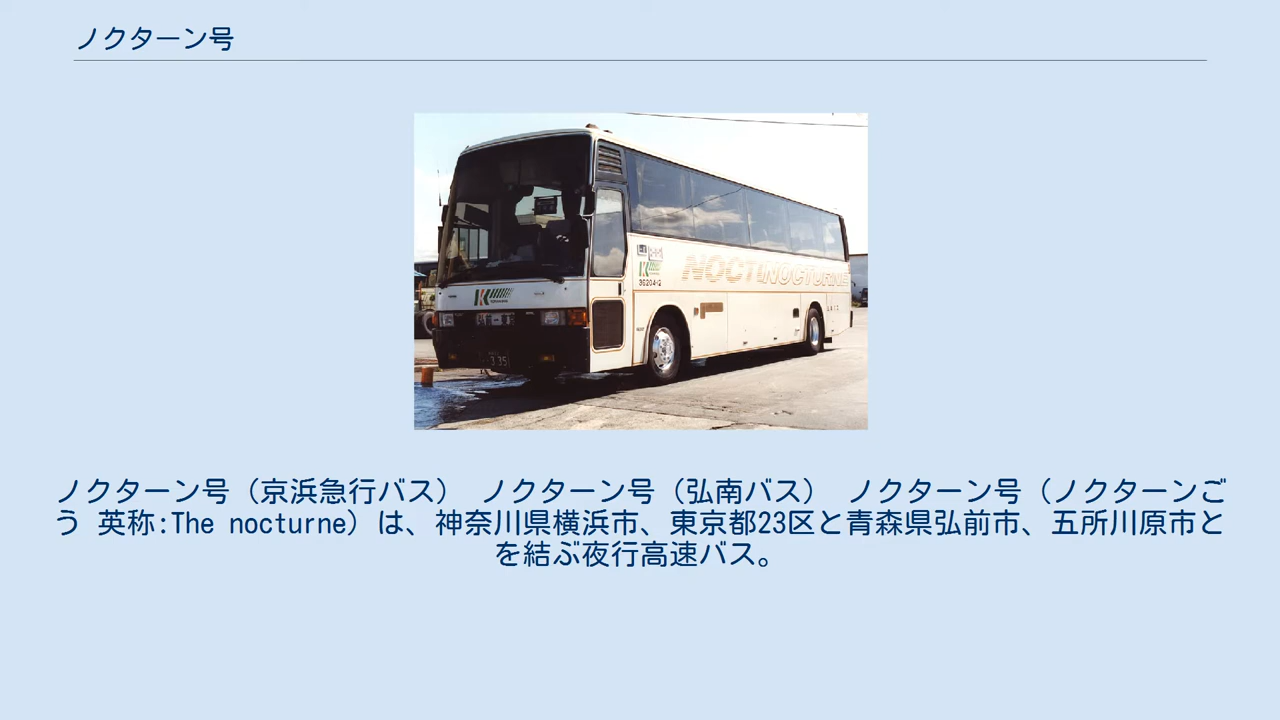 ノクターン号
NOCTURNE
K
3620412
335
ノクターン号（京浜急行バス） ノクターン号（弘南バス） ノクターン号（ノクターンご
う 英称:The nocturne）は、神奈川県横浜市、東京都23区と青森県弘前市、五所川原市と
を結ぶ夜行高速バス。